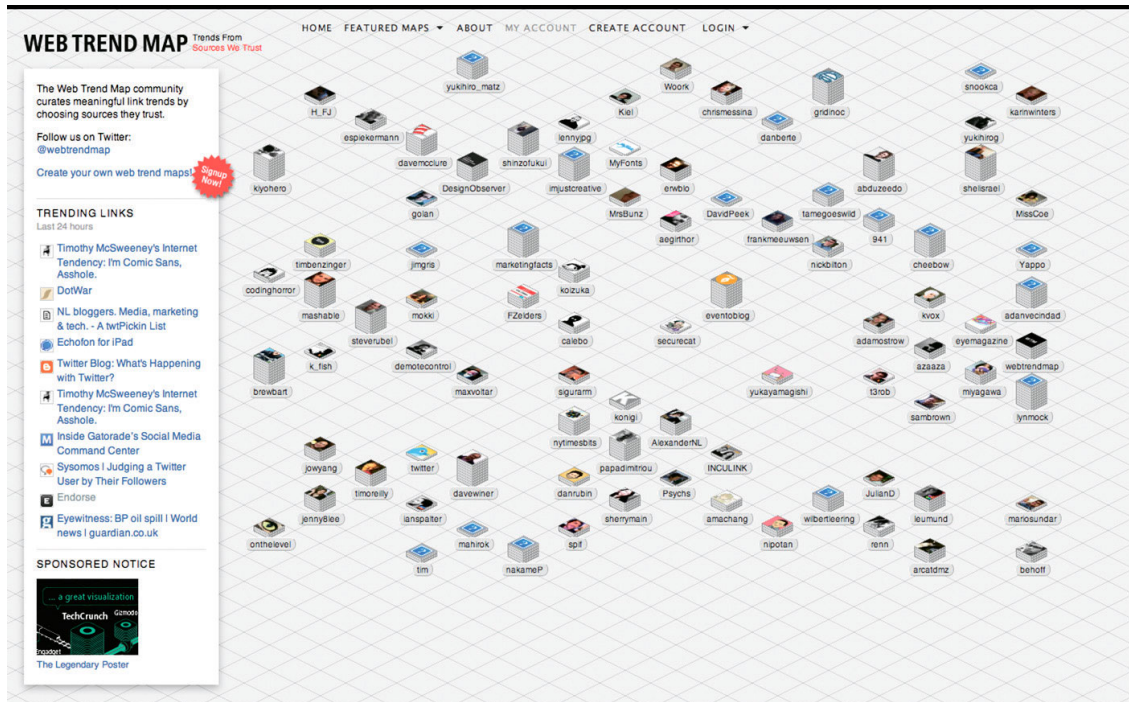 HOME FEATURED MAPS ABOUT MY ACCOUNT CREATE ACCOUNT LOGIN
WEB TREND MAP
Trends From
Sources We Trust
The Web Trend Map community
curates meaningful link trends by
choosing sources they trust.
Follow us on Twitter:
@webtrendmap
Create your own web trend maps!
Signup
Now!
TRENDING LINKS
Last 24 hours
Timothy McSweeney's Internet
Tendency: I'm Comic Sans,
Asshole.
DotWar
NL bloggers. Media, marketing
& tech. - A twtPickin List
Echofon for iPad
Twitter Blog: What's Happening
with Twitter?
Timothy McSweeney's Internet
Tendency: I'm Comic Sans,
Asshole.
Inside Gatorade's Social Media
Command Center
Sysomos | Judging a Twitter
User by Their Followers
Endorse
Eyewitness: BP oil spill | World
news | guardian.co.uk
SPONSORED NOTICE
... a great visualization
TechCrunch Gizmodo
Engadget
The Legendary Poster
yukihiro_matz Woork snookca
H_FJ Kiel chrismessina gridinoc karinwiners
espiekermann lennyjpg danberte yukihirog
davemcclure shinzofukui MyFonts
kiyohero DesignObserver imjustcreative erwblo abduzeedo shelisrael
golan MrsBunz DavidPeek tamegoeswild MissCoe
aegirthor frankmeeuwsen 941
timbenzinger jimgris marketingfacts nickbilton cheebow Yappo
codinghorror koizuka
mashable mokki FZelders eventoblog kvox adanvecindad
steverubel calebo securecat adamostrow eyemagazine
k_fish demotecontrol azaaza webtrendmap
brewbart maxvoltar sigurarm yukayamagishi t3rob miyagawa
konigi sambrown lynmock
nytimesbits AlexanderNL
jowyang twitter papadimitriou INCULINK
timoreilly davewiner danrubin Psychs JulianD
jenny8lee ianspalter sherrymain amachang wilbertleering leumund mariosundar
onthelevel mahirok spif nipotan renn
tim nakameP arcatdmz behoff